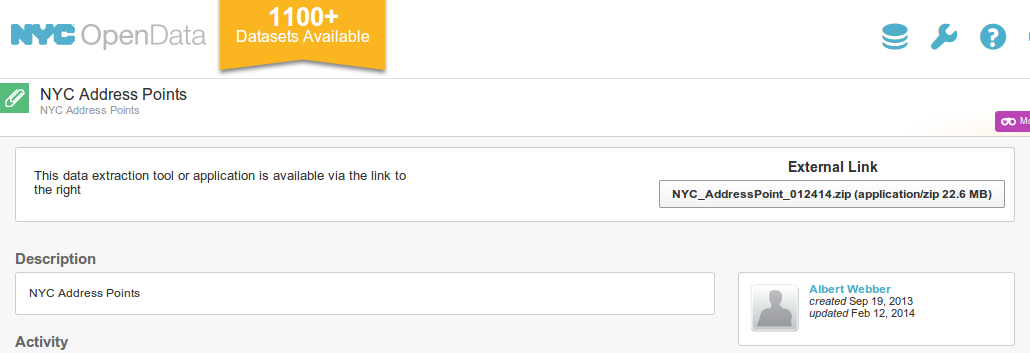 NYC OpenData
1100+
Datasets Available
NYC Address Points
NYC Address Points
This data extraction tool or application is available via the link to
the right
External Link
NYC_AddressPoint_012414.zip (application/zip 22.6 MB)
Description
NYC Address Points
Albert Webber
created Sep 19, 2013
updated Feb 12, 2014
Activity